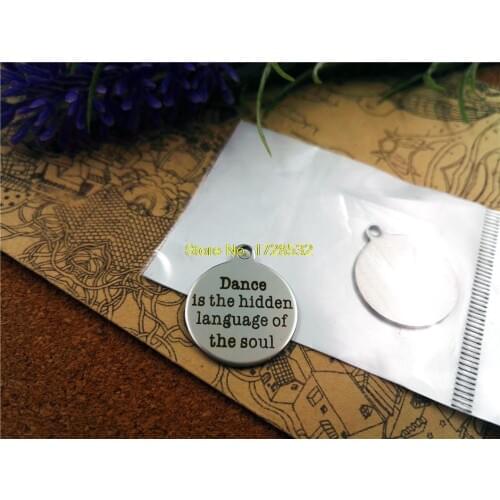 Store No. 1728532
Dance
is the hidden
language of
the soul